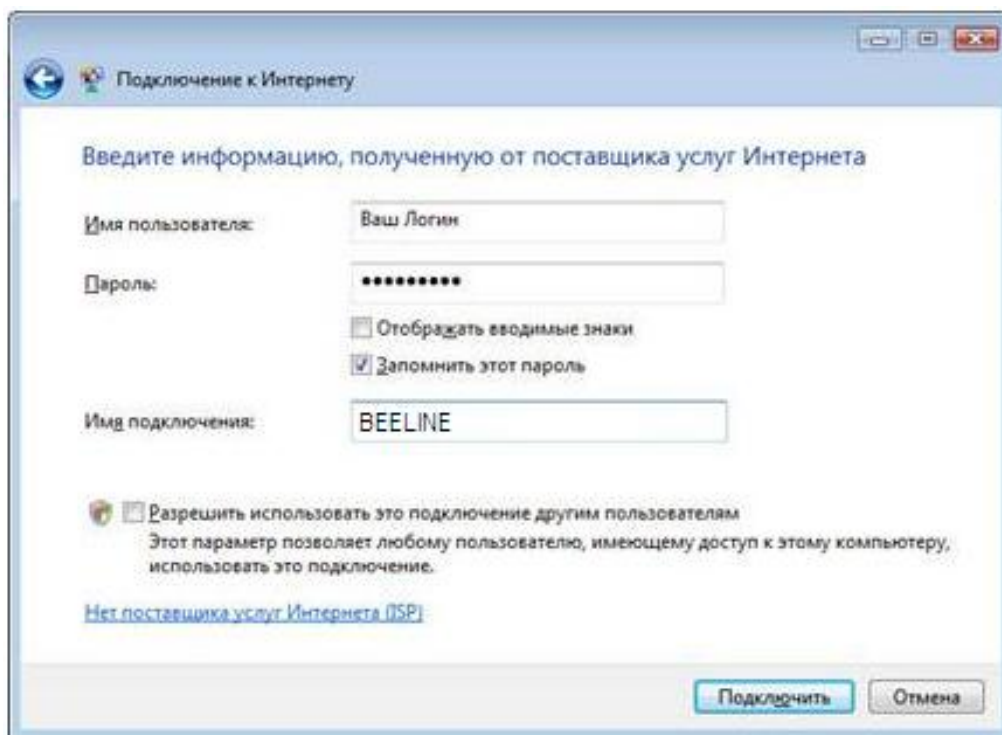 Подключение к Интернету
Введите информацию, полученную от поставщика услуг Интернета
Имя пользователя:
Ваш Логин
Пароль:
•••••••••
Отображать вводимые знаки
Запомнить этот пароль
Имя подключения:
BEELINE
Разрешить использовать это подключение другим пользователям
Этот параметр позволяет любому пользователю, имеющему доступ к этому компьютеру,
использовать это подключение.
Нет поставщика услуг Интернета (ISP)
Подключить
Отмена